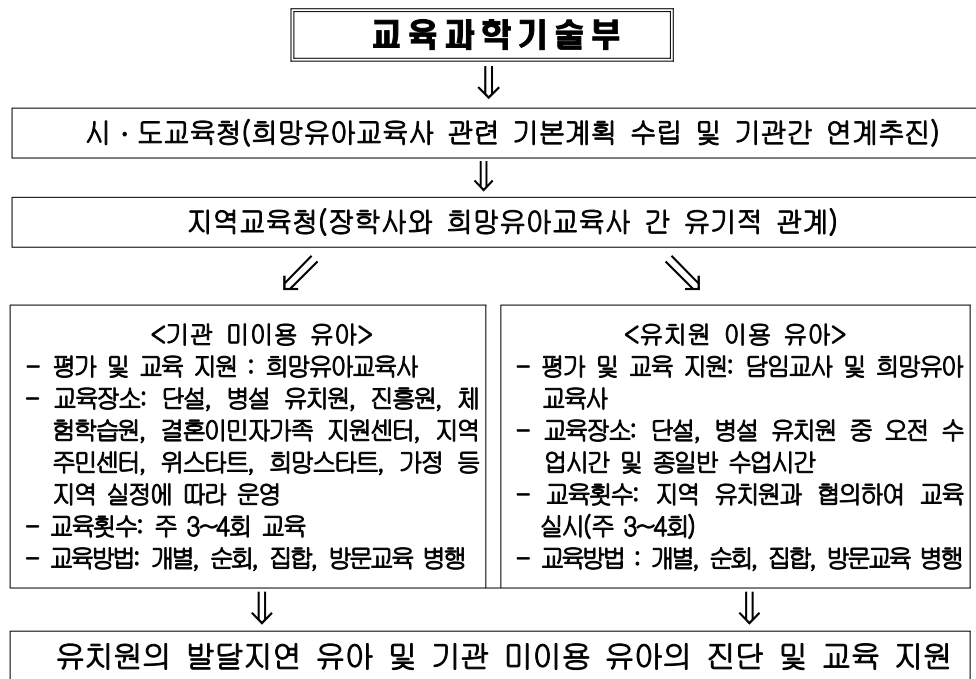 교육과학기술부
⇓
시·도교육청(희망유아교육사 관련 기본계획 수립 및 기관간 연계추진)
⇓
지역교육청(장학사와 희망유아교육사 간 유기적 관계)
<기관 미이용 유아>
- 평가 및 교육 지원 : 희망유아교육사
- 교육장소: 단설, 병설 유치원, 진흥원, 체
험학습원, 결혼이민자가족 지원센터, 지역
주민센터, 위스타트, 희망스타트, 가정 등
지역 실정에 따라 운영
- 교육횟수: 주 3~4회 교육
- 교육방법: 개별, 순회, 집합, 방문교육 병행
<유치원 이용 유아>
- 평가 및 교육 지원: 담임교사 및 희망유아
교육사
- 교육장소: 단설, 병설 유치원 중 오전 수
업시간 및 종일반 수업시간
- 교육횟수: 지역 유치원과 협의하여 교육
실시(주 3~4회)
- 교육방법 : 개별, 순회, 집합, 방문교육 병행
⇓ ⇓
유치원의 발달지연 유아 및 기관 미이용 유아의 진단 및 교육 지원